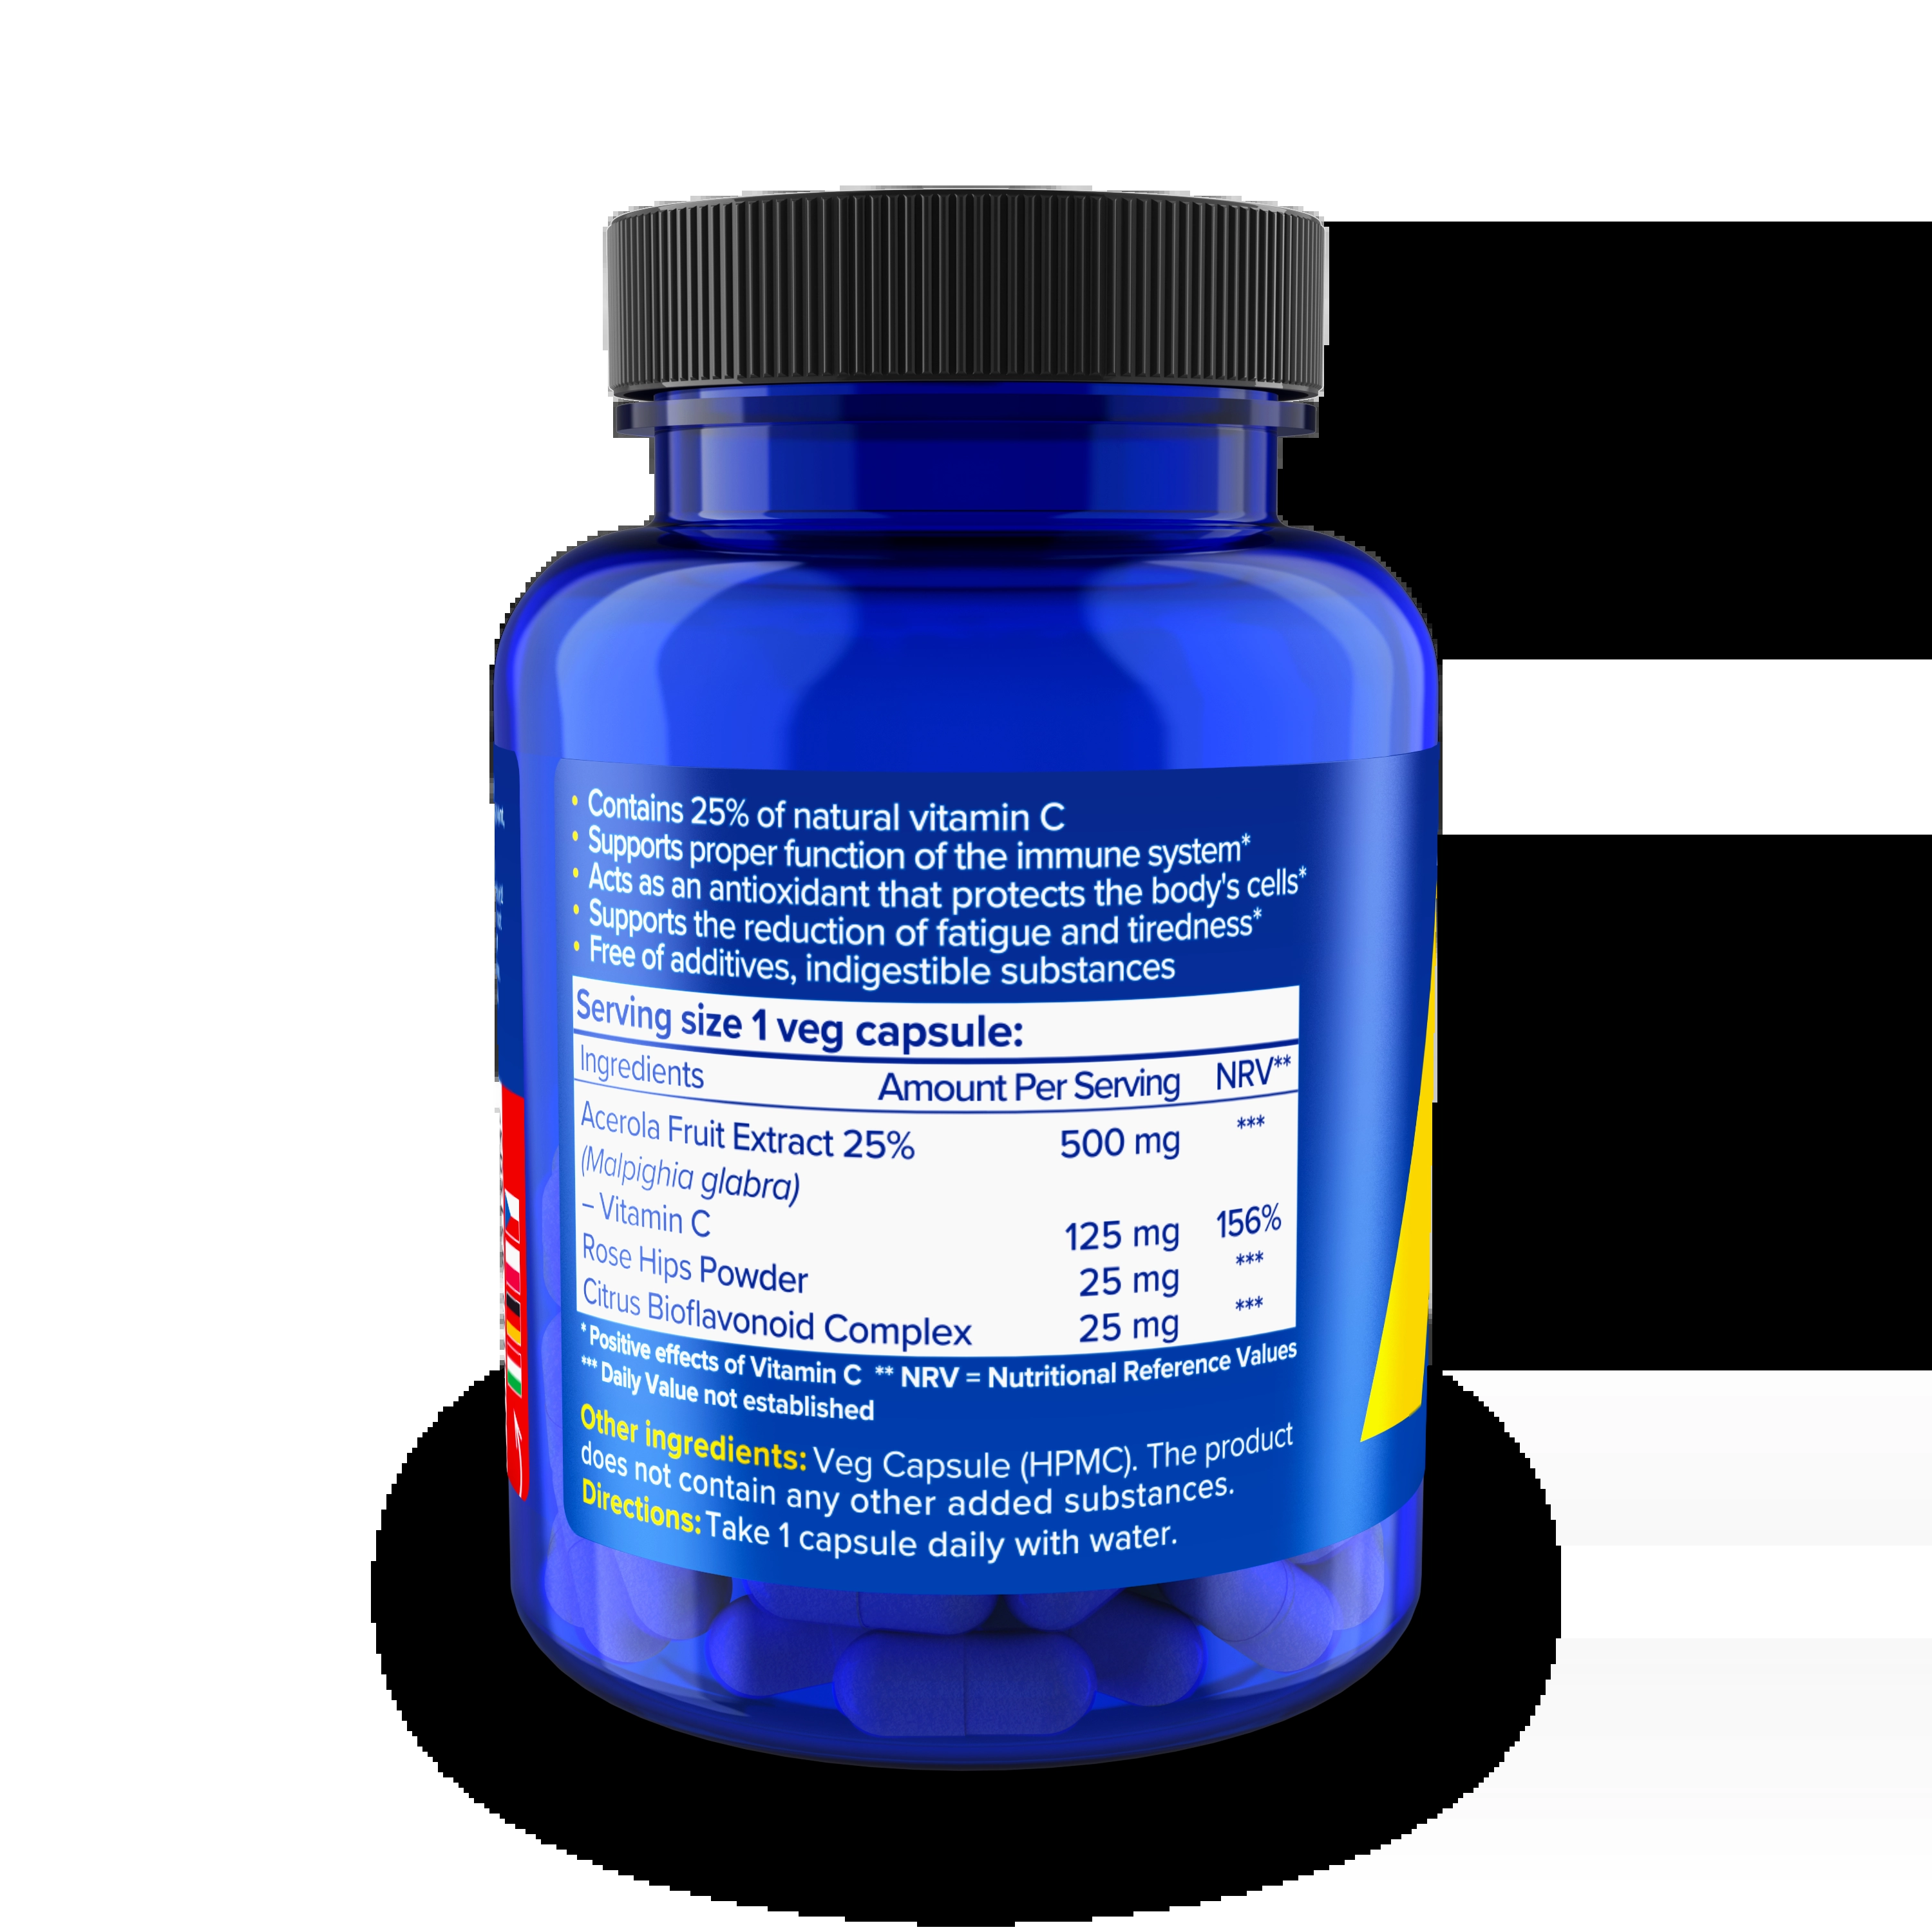 • Contains 25% of natural vitamin C
• Supports proper function of the immune system*
• Acts as an antioxidant that protects the body's cells*
• Supports the reduction of fatigue and tiredness*
• Free of additives, indigestible substances
Serving size 1 veg capsule:
Ingredients Amount Per Serving NRV**
Acerola Fruit Extract 25% 500 mg ***
(Malpighia glabra)
– Vitamin C 125 mg 156%
Rose Hips Powder 25 mg ***
Citrus Bioflavonoid Complex 25 mg ***
* Positive effects of Vitamin C ** NRV = Nutritional Reference Values
*** Daily Value not established
Other ingredients: Veg Capsule (HPMC). The product
does not contain any other added substances.
Directions: Take 1 capsule daily with water.